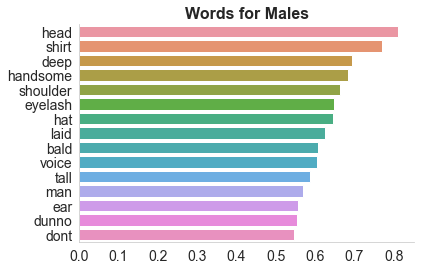 Words for Males
head
shirt
deep
handsome
shoulder
eyelash
hat
laid
bald
voice
tall
man
ear
dunno
dont
0.0 0.1 0.2 0.3 0.4 0.5 0.6 0.7 0.8